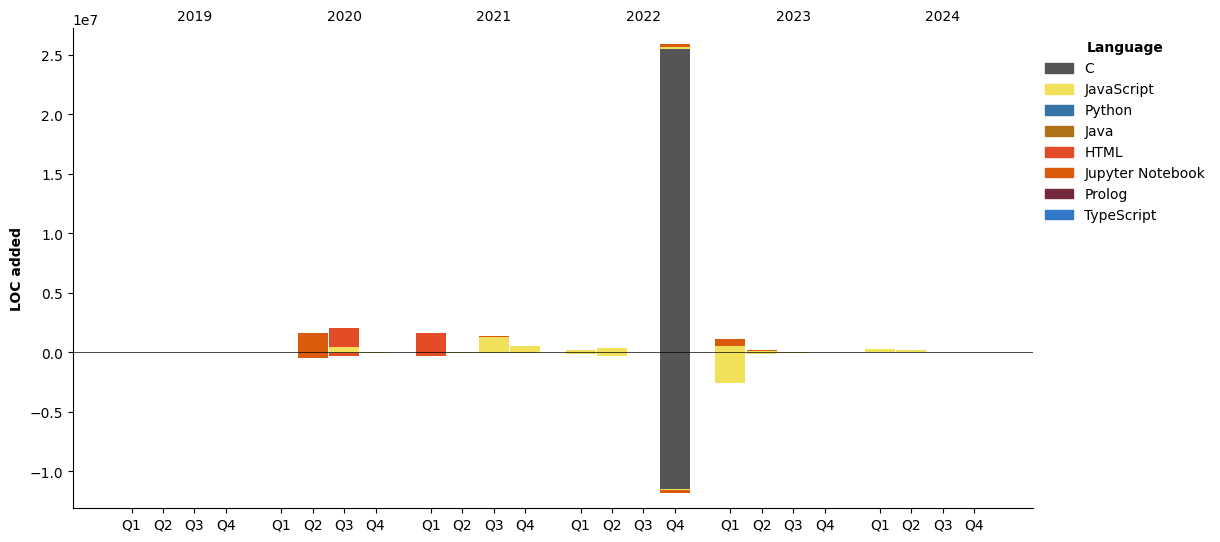 1e7
2019 2020 2021 2022 2023 2024
Language
C
JavaScript
Python
Java
HTML
Jupyter Notebook
Prolog
TypeScript
LOC added
2.5
2.0
1.5
1.0
0.5
0.0
−0.5
−1.0
Q1 Q2 Q3 Q4 Q1 Q2 Q3 Q4 Q1 Q2 Q3 Q4 Q1 Q2 Q3 Q4 Q1 Q2 Q3 Q4 Q1 Q2 Q3 Q4